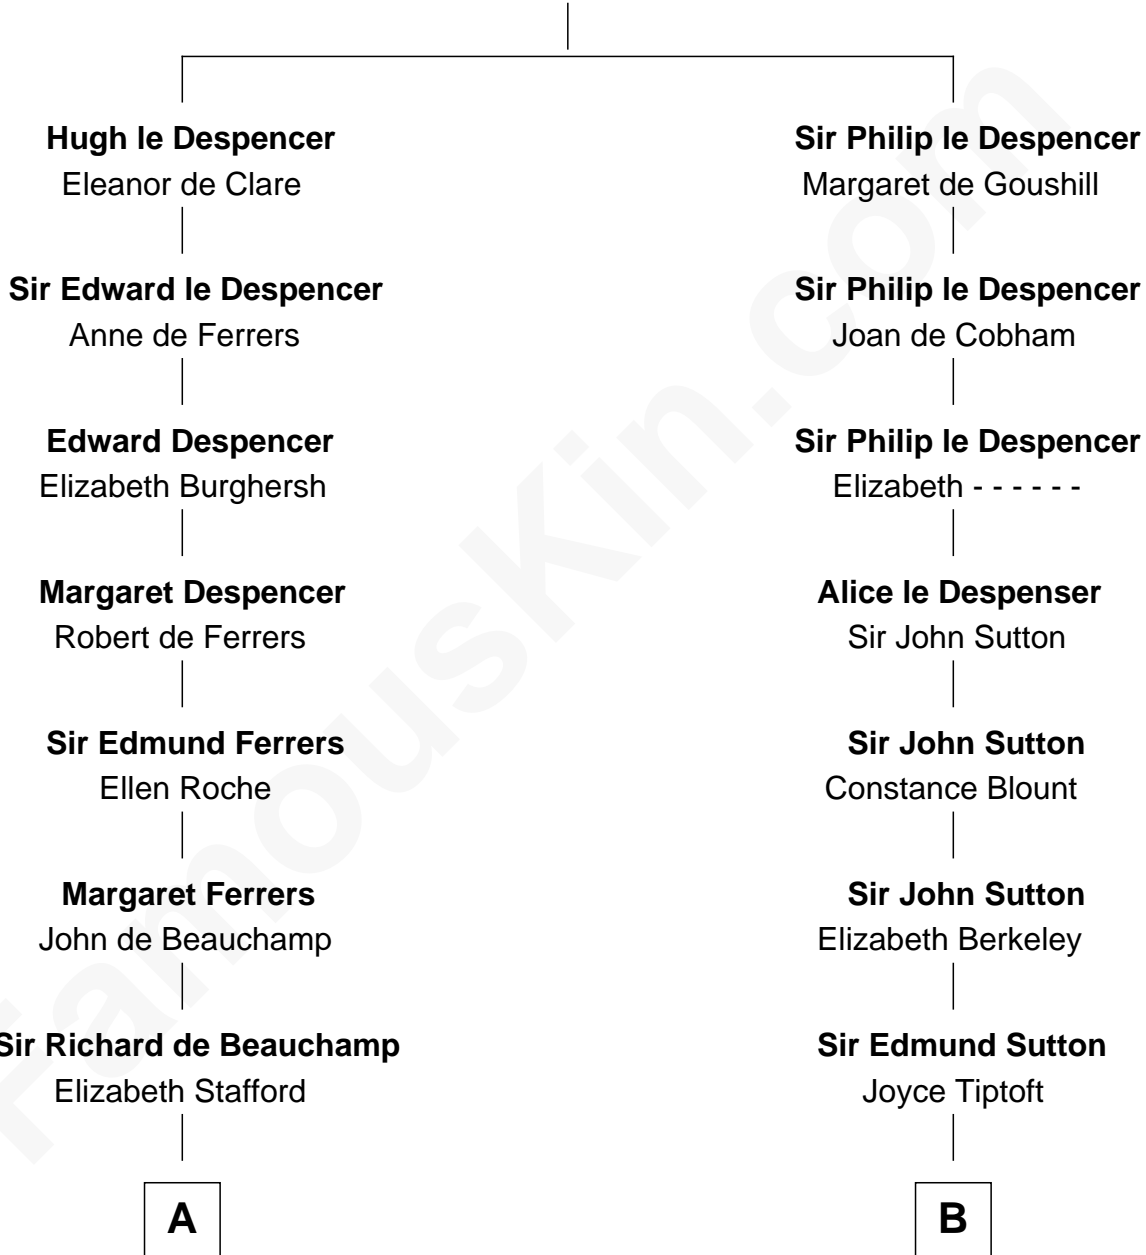 Hugh le Despencer
Eleanor de Clare
Sir Edward le Despencer
Anne de Ferrers
Edward Despencer
Elizabeth Burghersh
Margaret Despencer
Robert de Ferrers
Sir Edmund Ferrers
Ellen Roche
Margaret Ferrers
John de Beauchamp
Sir Richard de Beauchamp
Elizabeth Stafford
A
Sir Philip le Despencer
Margaret de Goushill
Sir Philip le Despencer
Joan de Cobham
Sir Philip le Despencer
Elizabeth - - - - - -
Alice le Despenser
Sir John Sutton
Sir John Sutton
Constance Blount
Sir John Sutton
Elizabeth Berkeley
Sir Edmund Sutton
Joyce Tiptoft
B
FamousKin.com